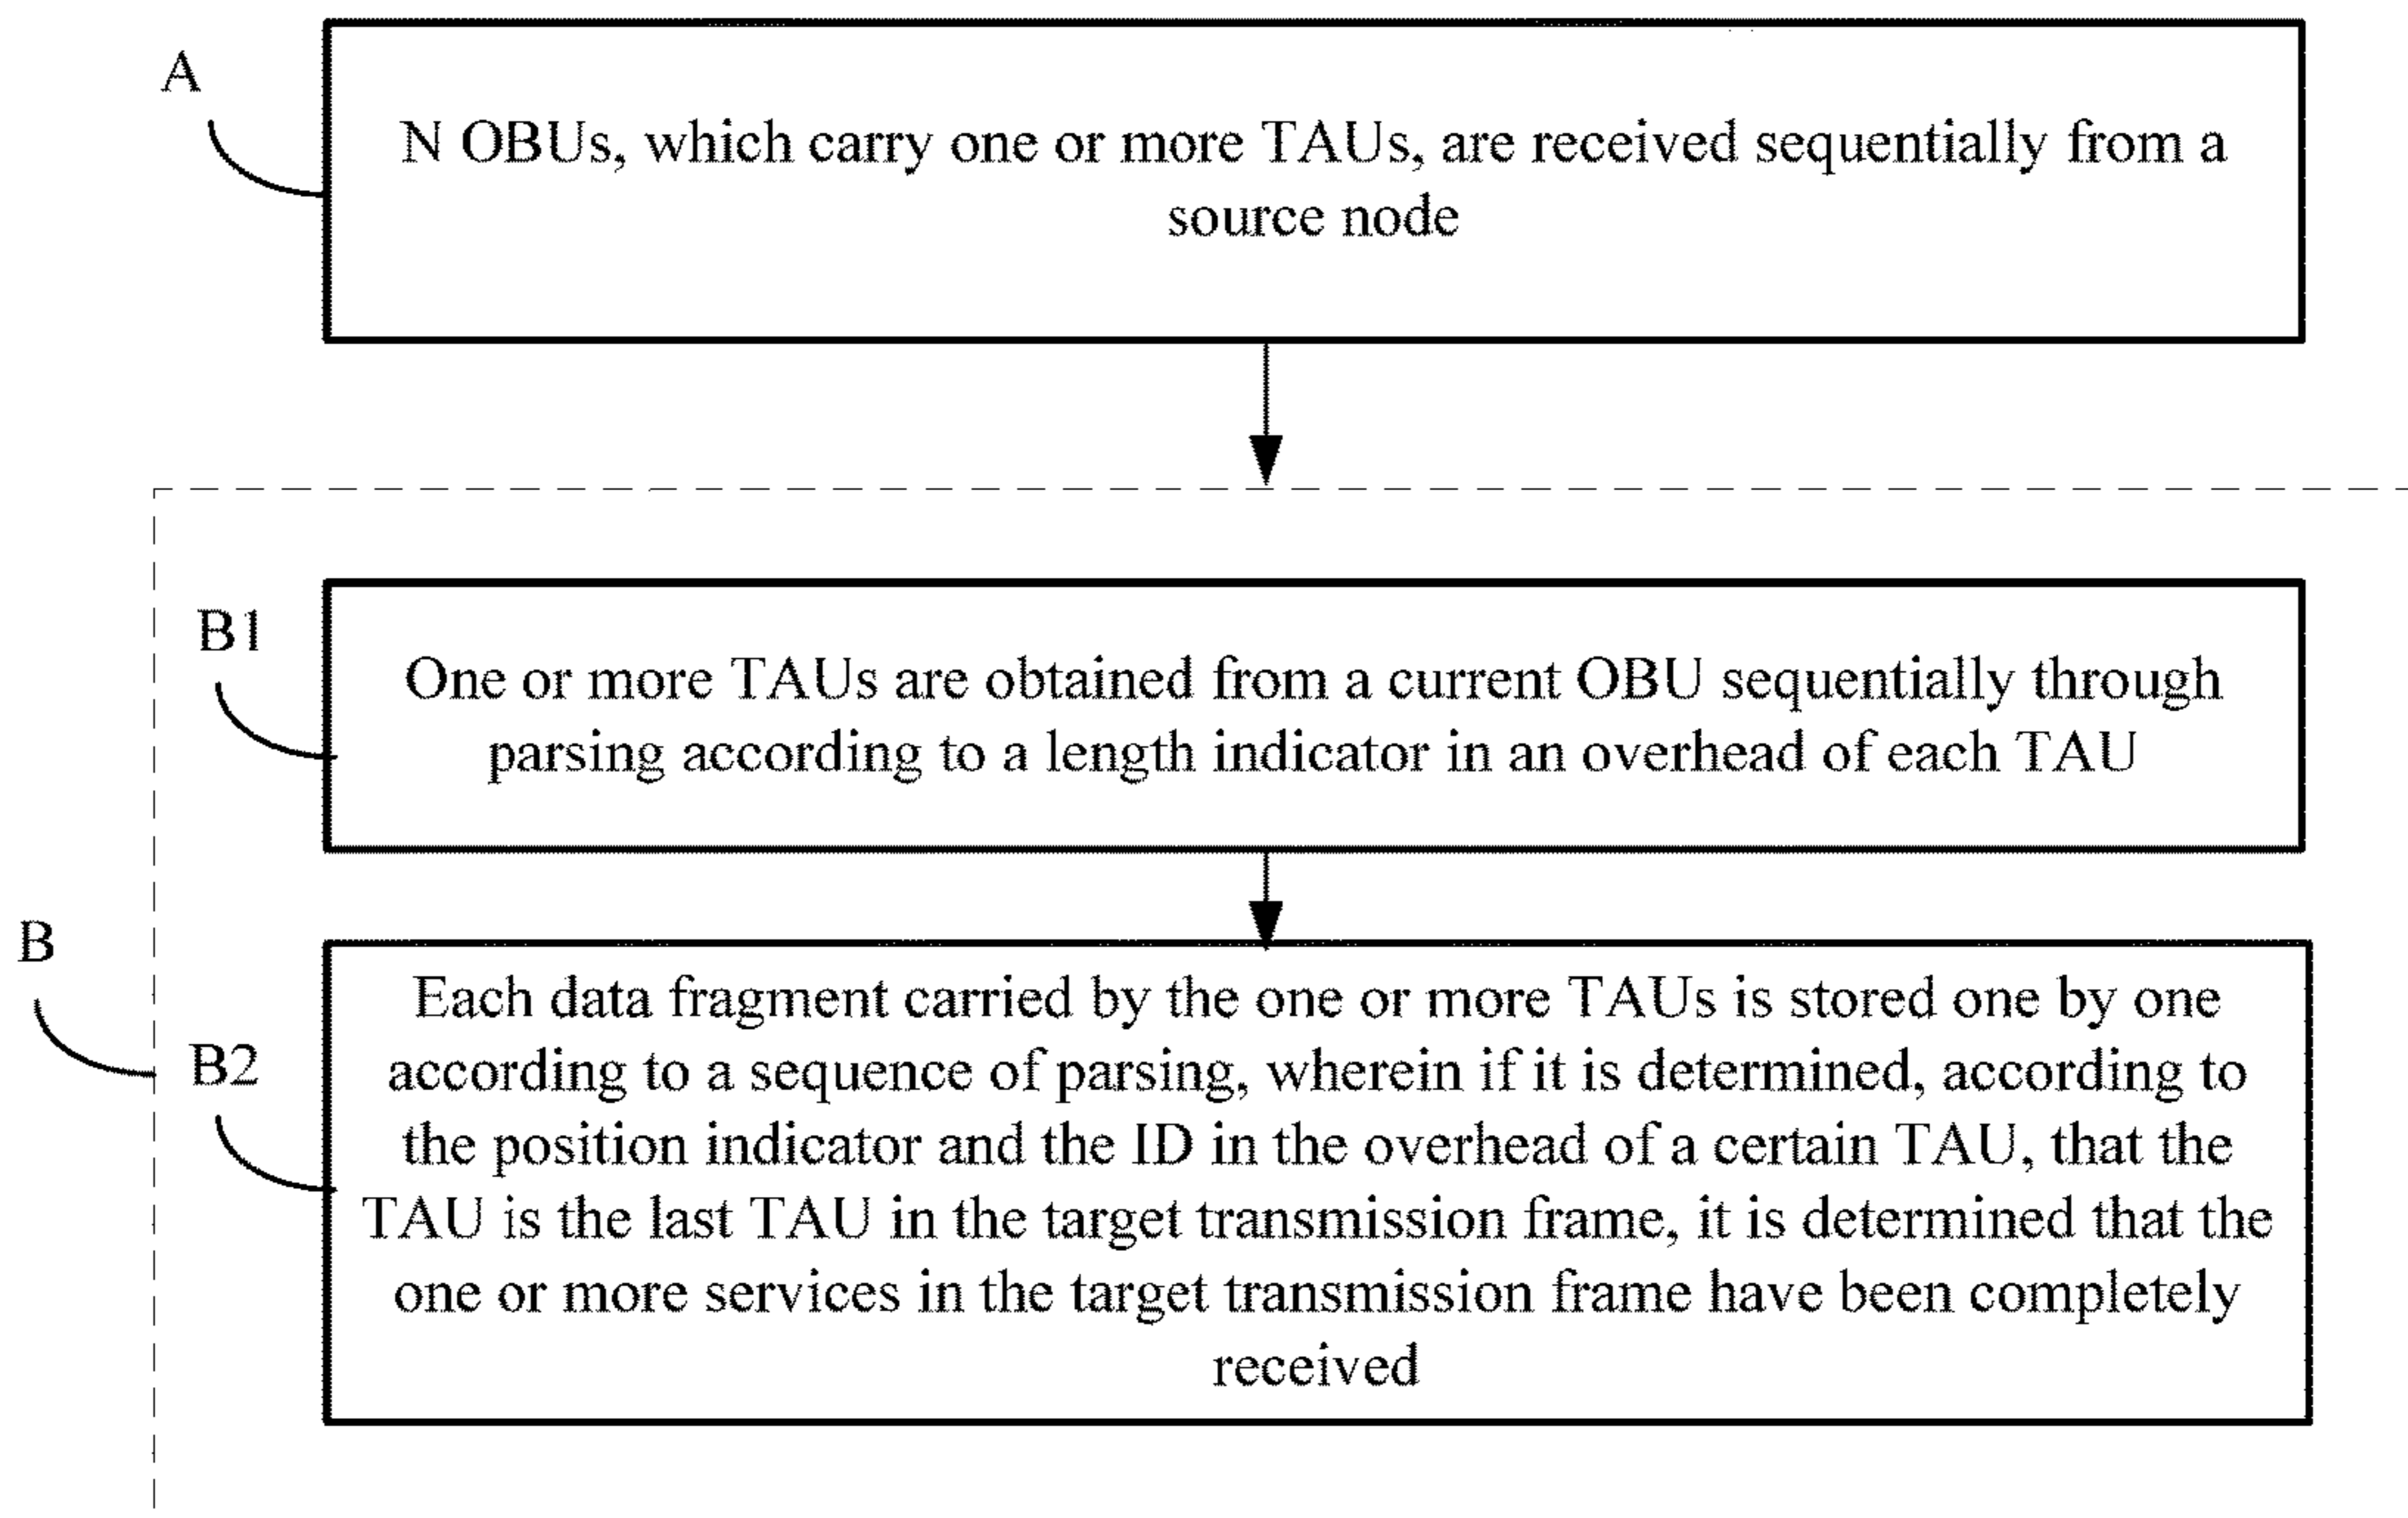 A
N OBUs, which carry one or more TAUs, are received sequentially from a
source node
B1
One or more TAUs are obtained from a current OBU sequentially through
parsing according to a length indicator in an overhead of each TAU
B
B2
Each data fragment carried by the one or more TAUs is stored one by one
according to a sequence of parsing, wherein if it is determined, according to
the position indicator and the ID in the overhead of a certain TAU, that the
TAU is the last TAU in the target transmission frame, it is determined that the
one or more services in the target transmission frame have been completely
received